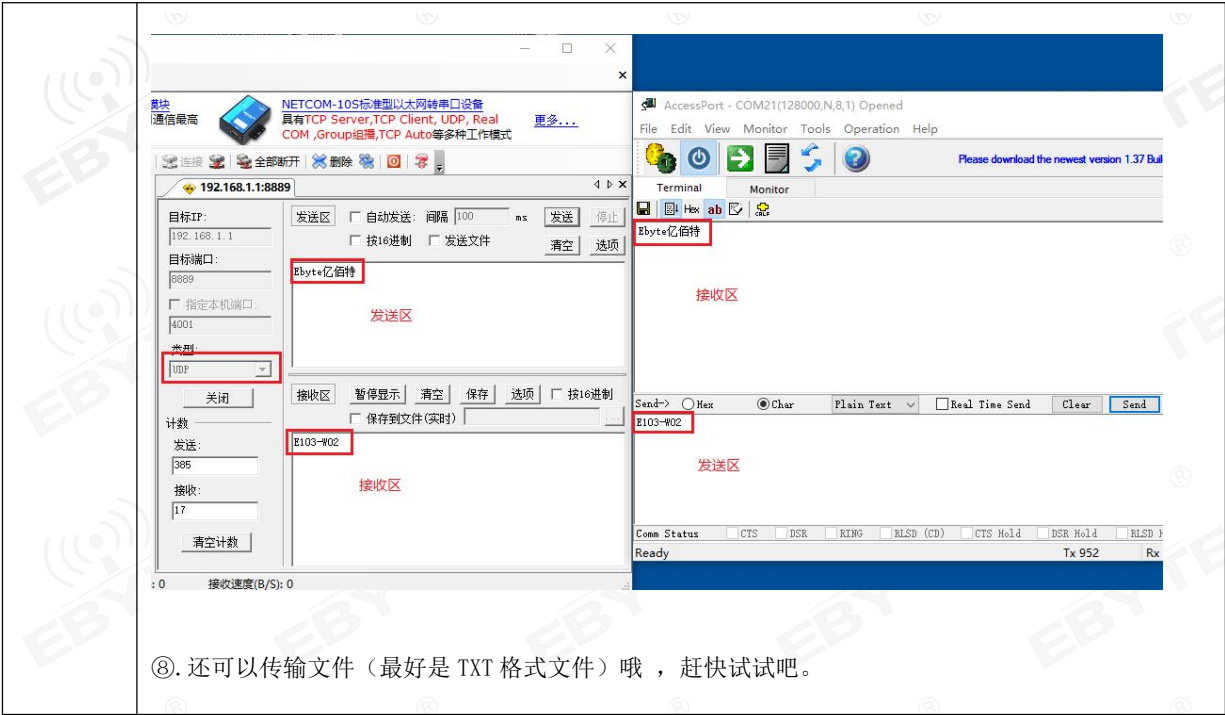 模块
通信最高
NETCOM-10S标准型以太网转串口设备
具有TCP Server,TCP Client, UDP, Real
COM ,Group组播,TCP Auto等多种工作模式
更多...
连接 全部断开 删除
192.168.1.1:8889
目标IP:
192.168.1.1
目标端口:
8889
指定本机端口:
4001
类型:
UDP
关闭
计数
发送:
385
接收:
17
清空计数
发送区 自动发送: 间隔 100 ms 发送 停止
按16进制 发送文件 清空 选项
Ebyte亿佰特
发送区
接收区 暂停显示 清空 保存 选项 按16进制
保存到文件(实时) ...
E103-W02
接收区
: 0 接收速度(B/S): 0
AccessPort - COM21(128000,N,8,1) Opened
File Edit View Monitor Tools Operation Help
Please download the newest version 1.37 Buil
Terminal Monitor
Hex ab CRLF
Ebyte亿佰特
接收区
Send-> Hex Char Plain Text Real Time Send Clear Send
E103-W02
发送区
Comm Status CTS DSR RING RLSD (CD) CTS Hold DSR Hold RLSD H
Ready Tx 952 Rx
⑧.还可以传输文件（最好是 TXT 格式文件）哦 ，赶快试试吧。
EBYTE